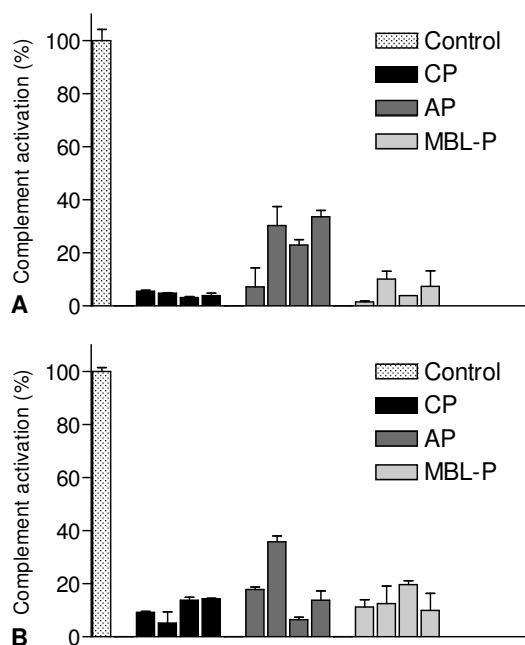 Complement activation (%)
100
80
60
40
20
0
Control
CP
AP
MBL-P
A
Complement activation (%)
100
80
60
40
20
0
Control
CP
AP
MBL-P
B